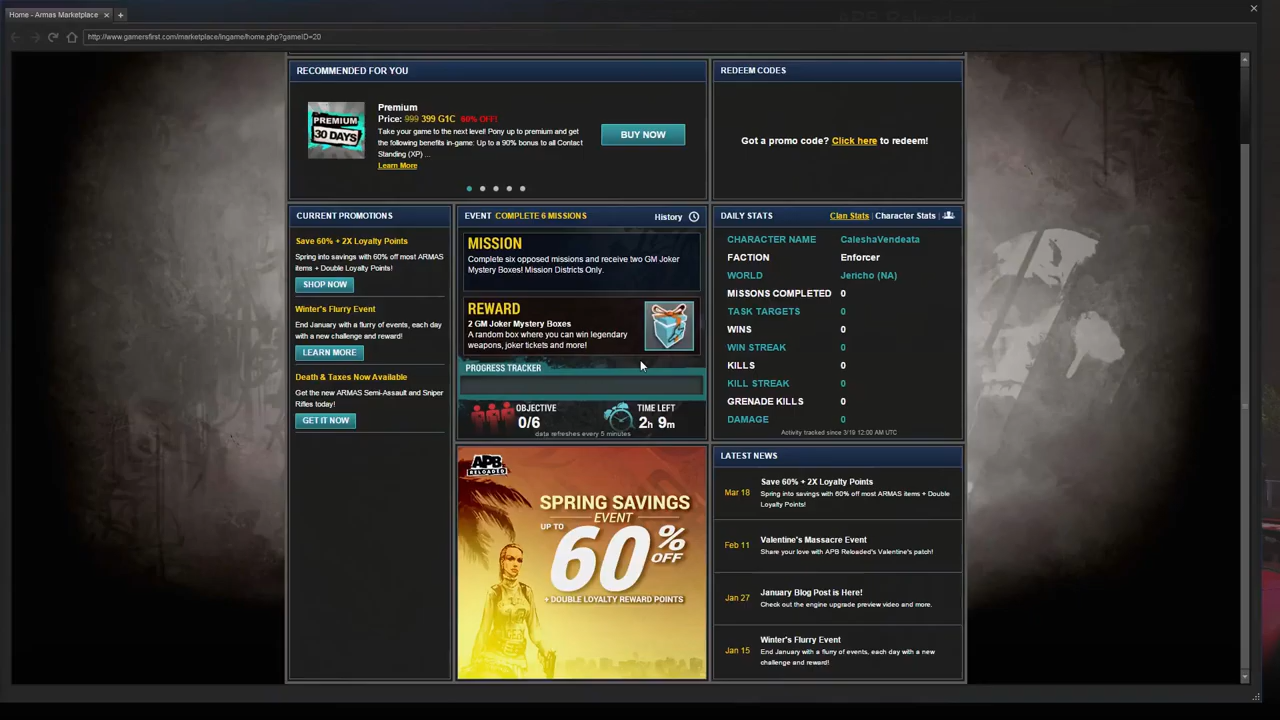 Home - Armas Marketplace
http://www.gamersfirst.com/marketplace/ingame/home.php?gameID=20
RECOMMENDED FOR YOU
PREMIUM
30 DAYS
Premium
Price: 999 399 G1C 60% OFF!
Take your game to the next level! Pony up to premium and get
the following benefits in-game: Up to a 90% bonus to all Contact
Standing (XP) ...
Learn More
BUY NOW
REDEEM CODES
Got a promo code? Click here to redeem!
CURRENT PROMOTIONS
Save 60% + 2X Loyalty Points
Spring into savings with 60% off most ARMAS
items + Double Loyalty Points!
SHOP NOW
Winter's Flurry Event
End January with a flurry of events, each day
with a new challenge and reward!
LEARN MORE
Death & Taxes Now Available
Get the new ARMAS Semi-Assault and Sniper
Rifles today!
GET IT NOW
EVENT COMPLETE 6 MISSIONS
History
MISSION
Complete six opposed missions and receive two GM Joker
Mystery Boxes! Mission Districts Only.
REWARD
2 GM Joker Mystery Boxes
A random box where you can win legendary
weapons, joker tickets and more!
PROGRESS TRACKER
OBJECTIVE
0/6
TIME LEFT
2h 9m
data refreshes every 5 minutes
APB
RELOADED
SPRING SAVINGS
EVENT
UP TO
60% OFF
+ DOUBLE LOYALTY REWARD POINTS
DAILY STATS
Clan Stats | Character Stats |
CHARACTER NAME CaleshaVendeata
FACTION Enforcer
WORLD Jericho (NA)
MISSONS COMPLETED 0
TASK TARGETS 0
WINS 0
WIN STREAK 0
KILLS 0
KILL STREAK 0
GRENADE KILLS 0
DAMAGE 0
Activity tracked since 3/19 12:00 AM UTC
LATEST NEWS
Mar 18
Save 60% + 2X Loyalty Points
Spring into savings with 60% off most ARMAS items + Double
Loyalty Points!
Feb 11
Valentine's Massacre Event
Share your love with APB Reloaded's Valentine's patch!
Jan 27
January Blog Post is Here!
Check out the engine upgrade preview video and more.
Jan 15
Winter's Flurry Event
End January with a flurry of events, each day with a new
challenge and reward!